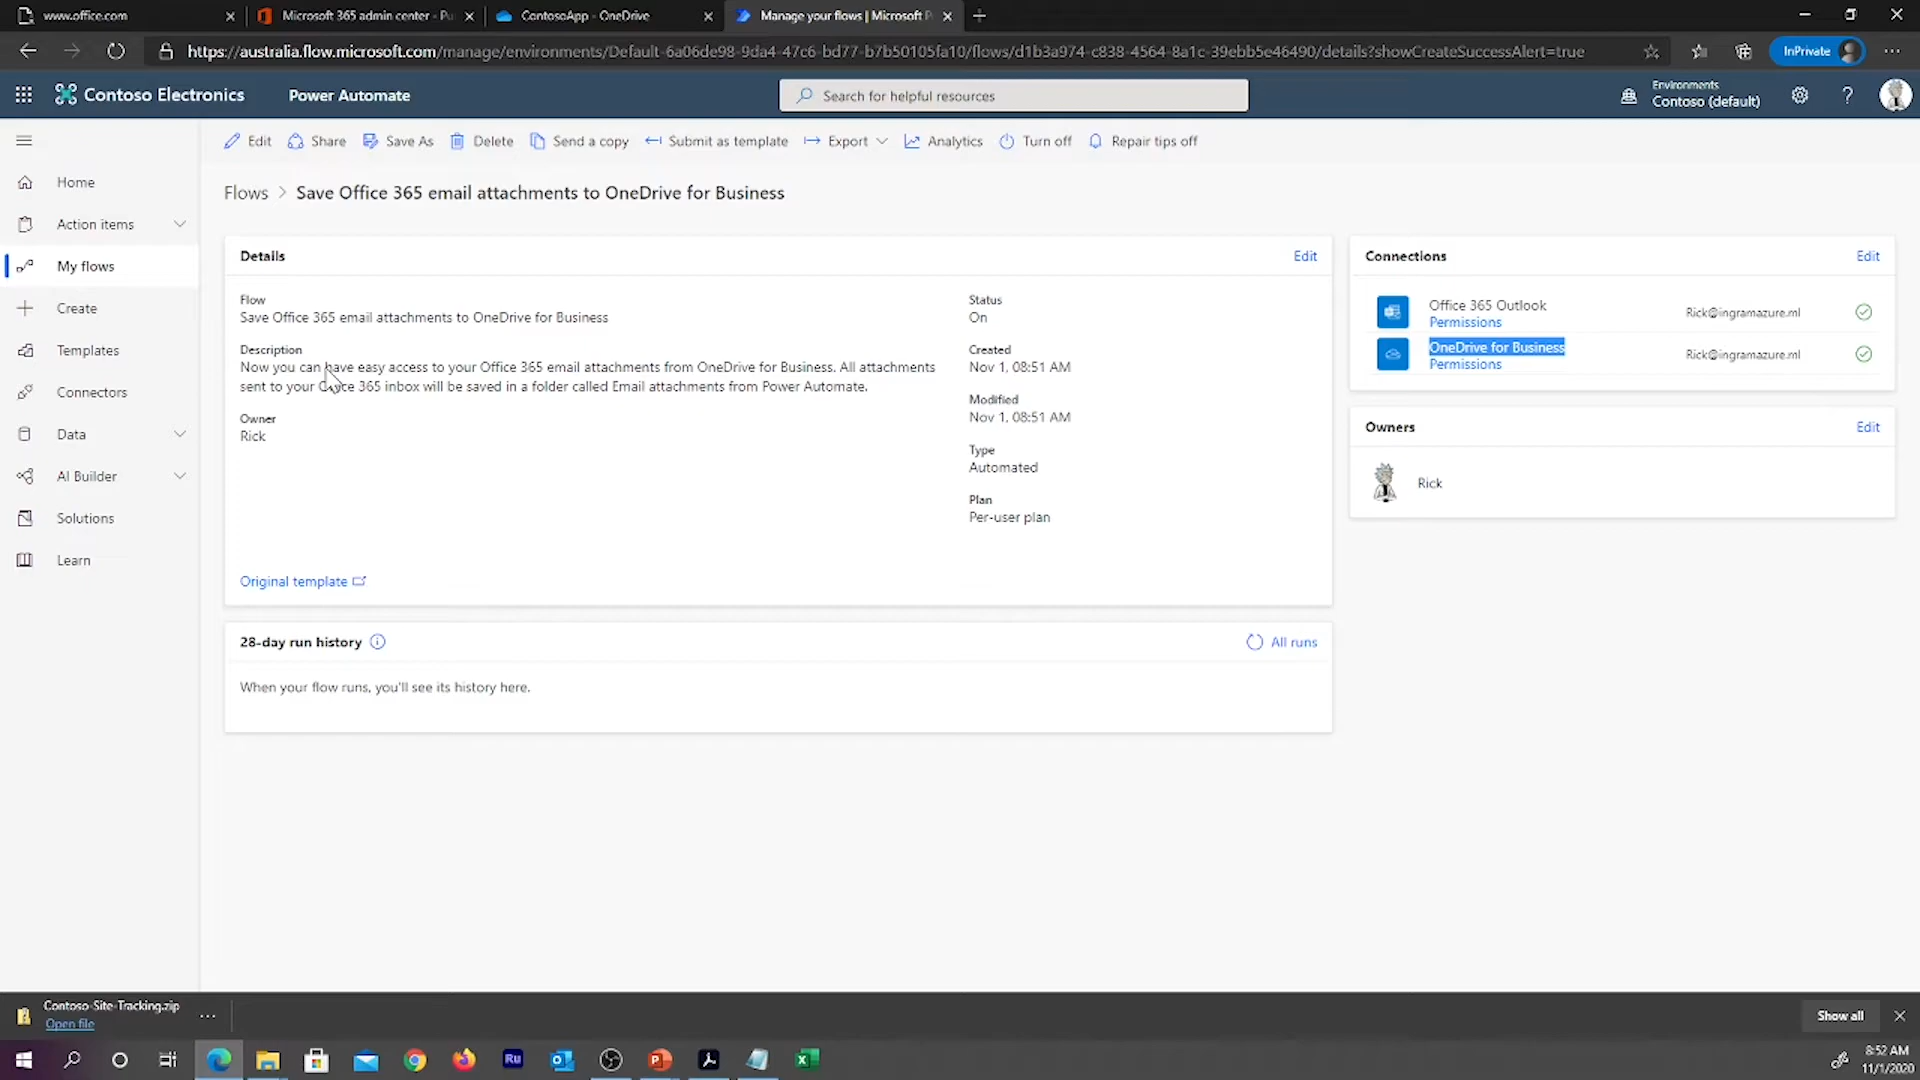 www.office.com
Microsoft 365 admin center - Pu
ContosoApp - OneDrive
Manage your flows | Microsoft P
https://australia.flow.microsoft.com/manage/environments/Default-6a06de98-9da4-47c6-bd77-b7b50105fa10/flows/d1b3a974-c838-4564-8a1c-39ebb5e46490/details?showCreateSuccessAlert=true
InPrivate
Contoso Electronics
Power Automate
Search for helpful resources
Environments
Contoso (default)
Edit
Share
Save As
Delete
Send a copy
Submit as template
Export
Analytics
Turn off
Repair tips off
Home
Action items
My flows
Create
Templates
Connectors
Data
AI Builder
Solutions
Learn
Flows > Save Office 365 email attachments to OneDrive for Business
Details
Edit
Flow
Save Office 365 email attachments to OneDrive for Business
Description
Now you can have easy access to your Office 365 email attachments from OneDrive for Business. All attachments
sent to your Office 365 inbox will be saved in a folder called Email attachments from Power Automate.
Owner
Rick
Status
On
Created
Nov 1, 08:51 AM
Modified
Nov 1, 08:51 AM
Type
Automated
Plan
Per-user plan
Original template
28-day run history
All runs
When your flow runs, you'll see its history here.
Connections
Edit
Office 365 Outlook
Permissions
Rick@ingramazure.ml
OneDrive for Business
Permissions
Rick@ingramazure.ml
Owners
Edit
Rick
Contoso-Site-Tracking.zip
Open file
Show all
Ru
8:52 AM
11/1/2020